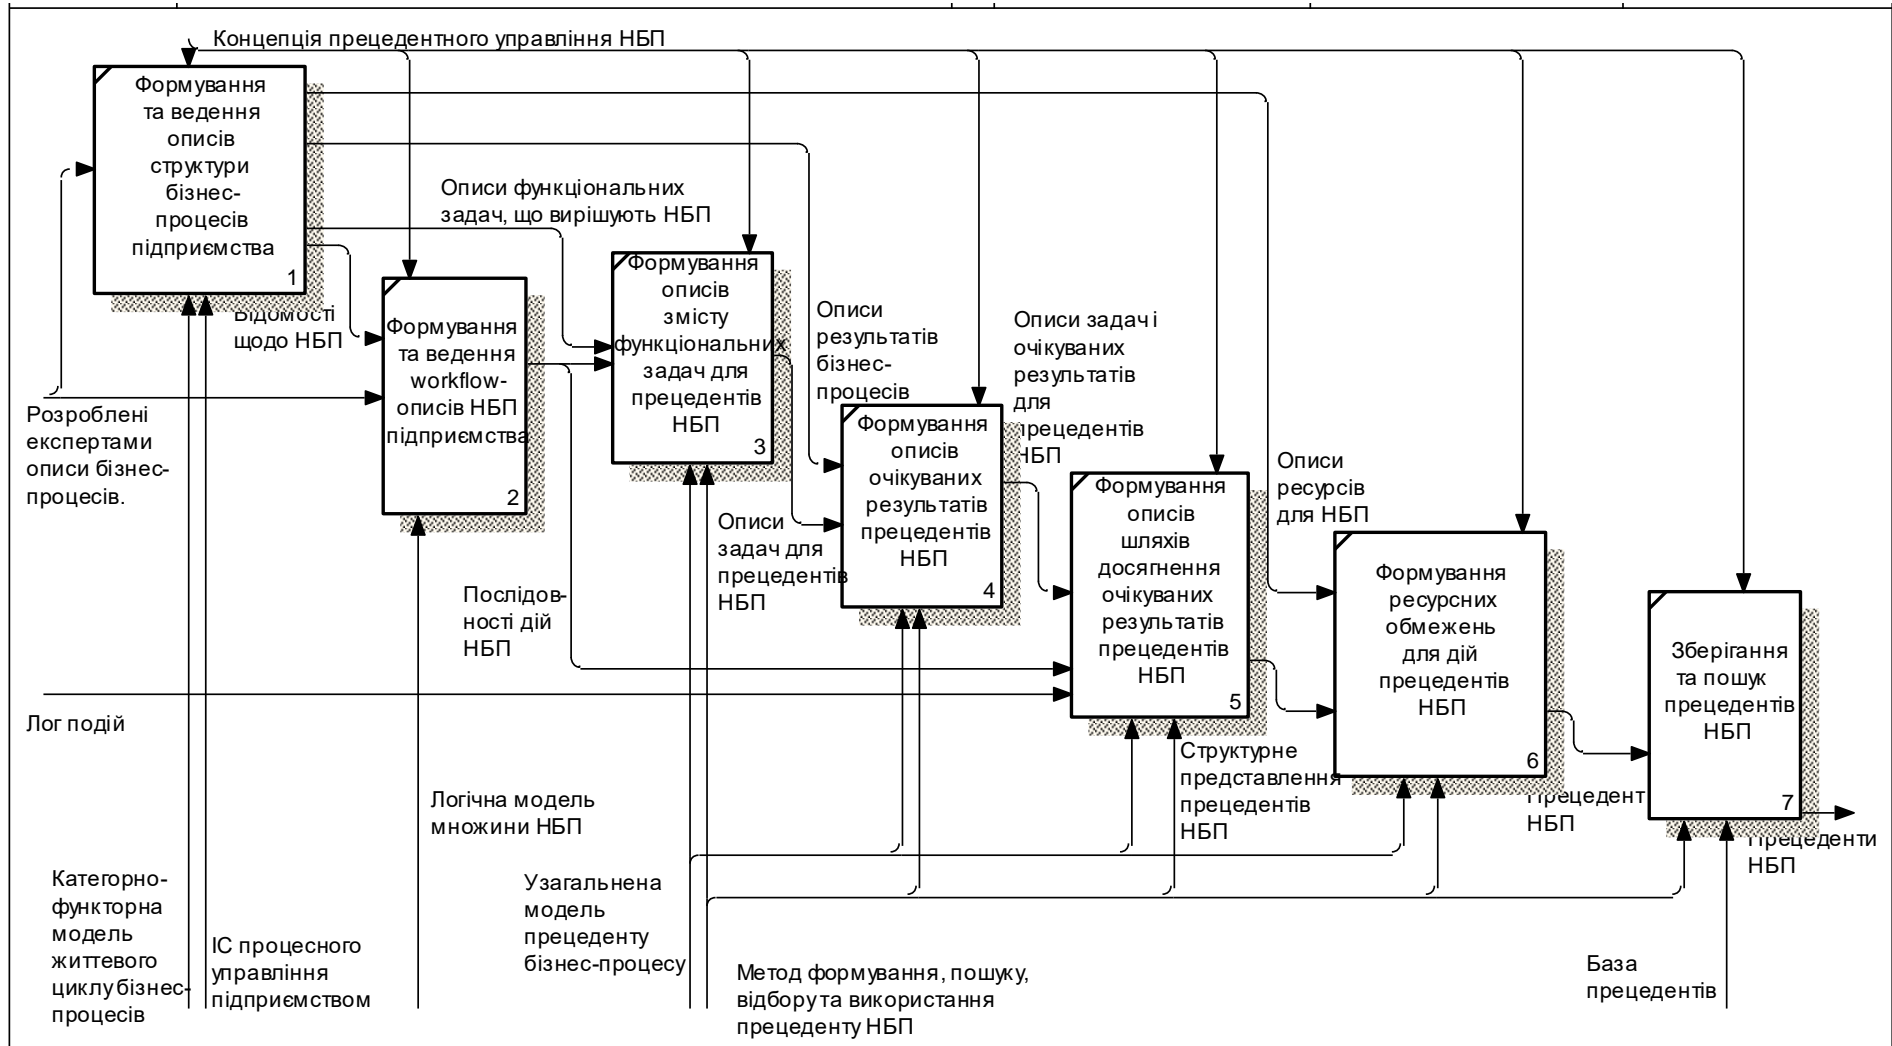 Концепція прецедентного управління НБП
Формування
та ведення
описів
структури
бізнес-
процесів
підприємства
1
Відомості
щодо НБП
Розроблені
експертами
описи бізнес-
процесів.
Описи функціональних
задач, що вирішують НБП
Формування
та ведення
workflow-
описів НБП
підприємства
2
Формування
описів
змісту
функціональних
задач для
прецедентів
НБП
3
Описи
результатів
бізнес-
процесів
Описи
задач для
прецедентів
НБП
Послідов-
ності дій
НБП
Формування
описів
очікуваних
результатів
прецедентів
НБП
4
Описи задач і
очікуваних
результатів
для
прецедентів
НБП
Формування
описів
шляхів
досягнення
очікуваних
результатів
прецедентів
НБП
5
Описи
ресурсів
для НБП
Структурне
представлення
прецедентів
НБП
Формування
ресурсних
обмежень
для дій
прецедентів
НБП
6
Прецедент
НБП
Зберігання
та пошук
прецедентів
НБП
7
Прецеденти
НБП
Лог подій
Категорно-
функторна
модель
життєвого
циклу бізнес-
процесів
ІС процесного
управління
підприємством
Логічна модель
множини НБП
Узагальнена
модель
прецеденту
бізнес-процесу
Метод формування, пошуку,
відбору та використання
прецеденту НБП
База
прецедентів